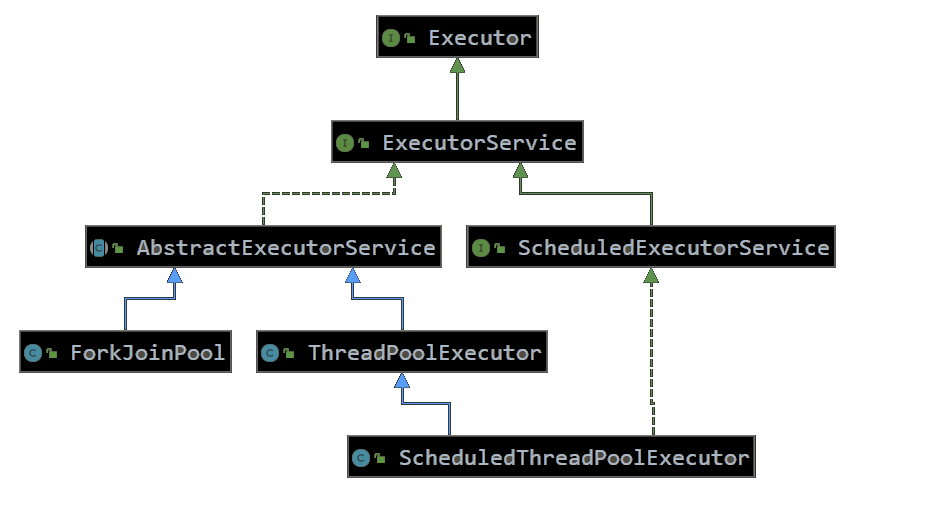 Executor
ExecutorService
AbstractExecutorService
ScheduledExecutorService
ForkJoinPool
ThreadPoolExecutor
ScheduledThreadPoolExecutor